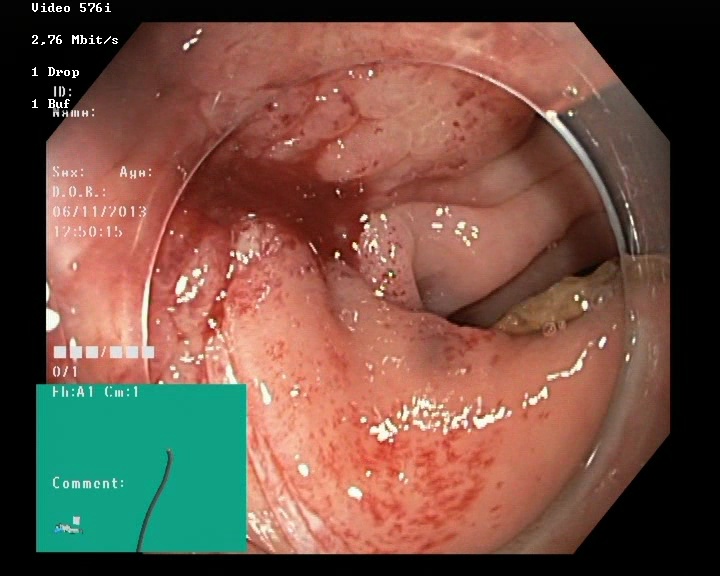 Video 576i
2,76 Mbit/s
1 Drop
ID:
1 Buf
Name:
Sex: Age:
D.O.B.:
06/11/2013
12:50:15
0/1
Eh:A1 Cm:1
Comment: